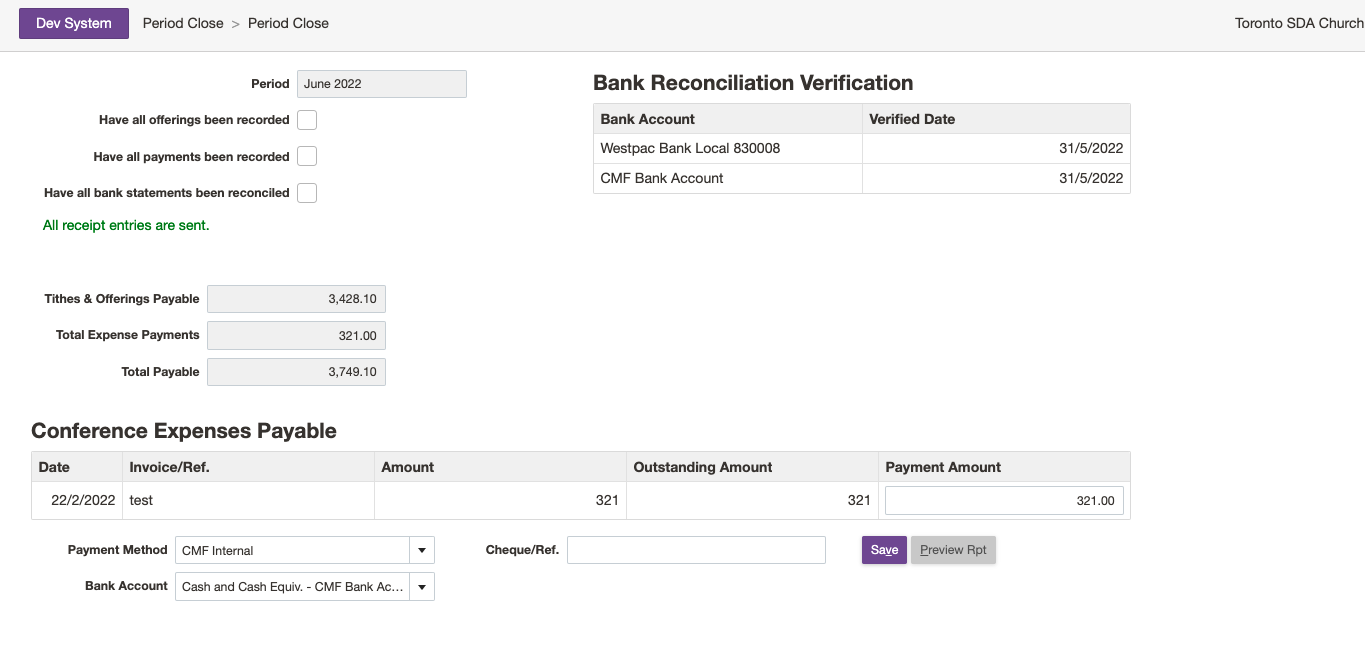 Dev System Period Close > Period Close Toronto SDA Church
Period June 2022
Have all offerings been recorded
Have all payments been recorded
Have all bank statements been reconciled
All receipt entries are sent.
Bank Reconciliation Verification
Bank Account Verified Date
Westpac Bank Local 830008 31/5/2022
CMF Bank Account 31/5/2022
Tithes & Offerings Payable 3,428.10
Total Expense Payments 321.00
Total Payable 3,749.10
Conference Expenses Payable
Date Invoice/Ref. Amount Outstanding Amount Payment Amount
22/2/2022 test 321 321 321.00
Payment Method CMF Internal Cheque/Ref. Save Preview Rpt
Bank Account Cash and Cash Equiv. - CMF Bank Ac...